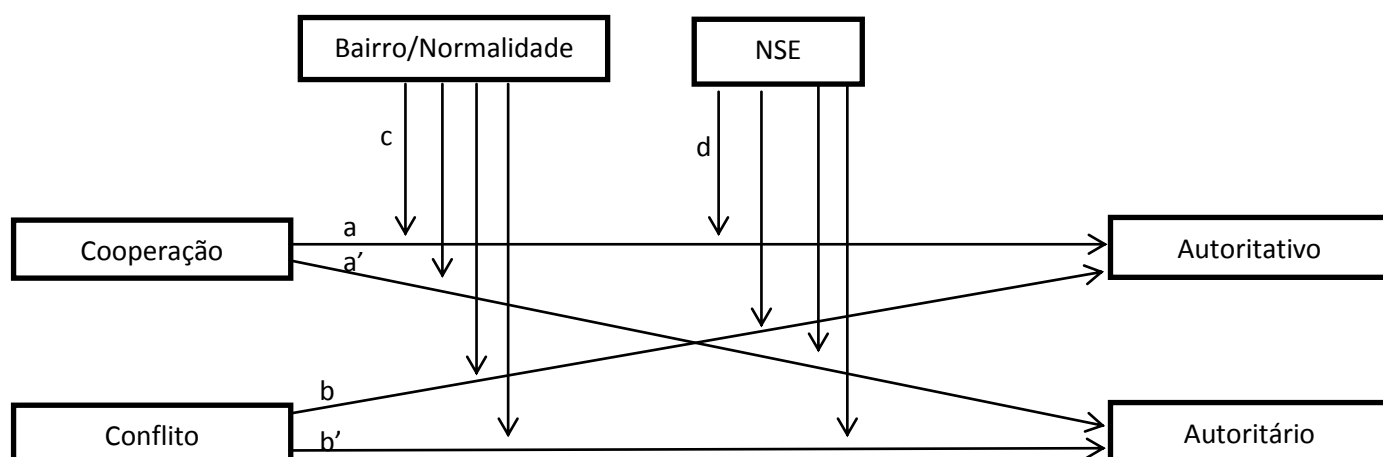 Bairro/Normalidade
NSE
c
d
Cooperação
a
a’
Autoritativo
Conflito
b
b’
Autoritário